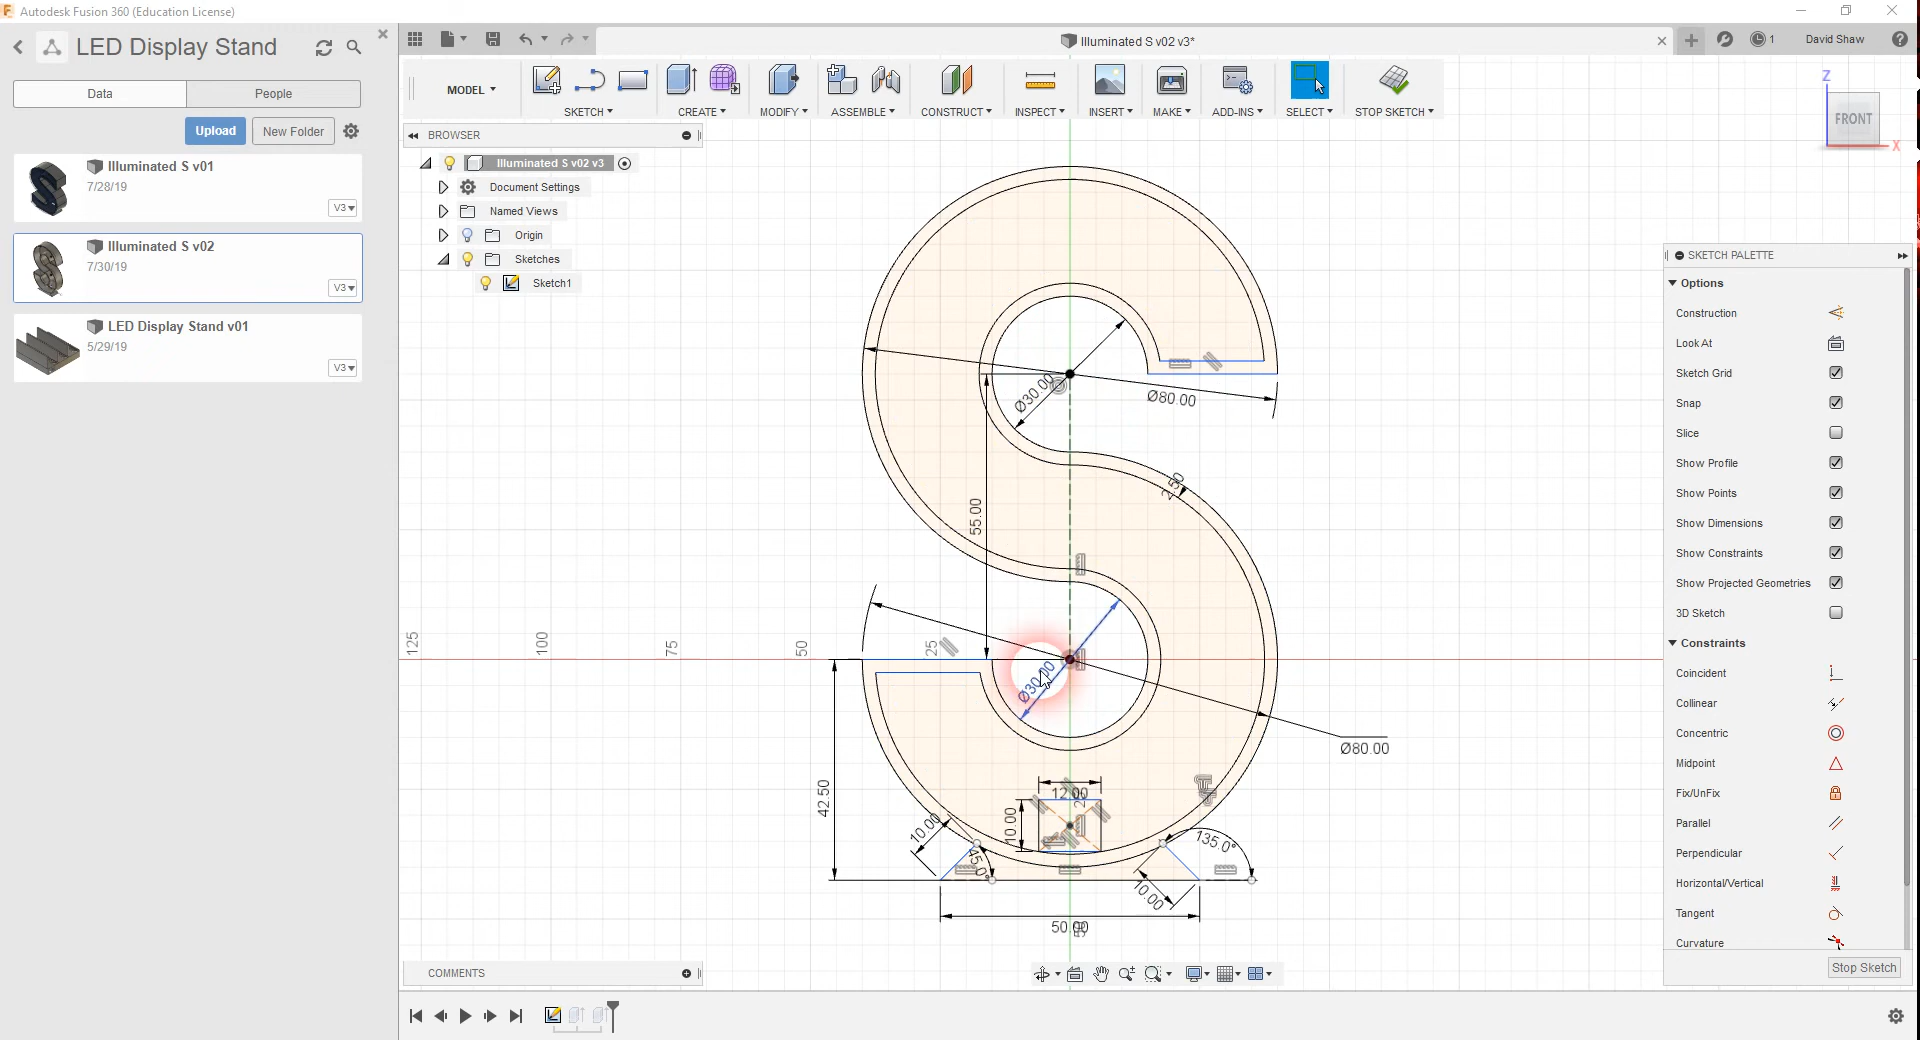 Autodesk Fusion 360 (Education License)
LED Display Stand
Data
People
Upload
New Folder
Illuminated S v01
7/28/19
V3
Illuminated S v02
7/30/19
V3
LED Display Stand v01
5/29/19
V3
Illuminated S v02 v3*
1
David Shaw
MODEL
SKETCH
CREATE
MODIFY
ASSEMBLE
CONSTRUCT
INSPECT
INSERT
MAKE
ADD-INS
SELECT
STOP SKETCH
BROWSER
Illuminated S v02 v3
Document Settings
Named Views
Origin
Sketches
Sketch1
Z
FRONT
X
Ø30.00
Ø80.00
2.50
55.00
125
100
75
50
25
Ø30.00
Ø80.00
42.50
12.00
10.00
10.00
45.0°
135.0°
10.00
50.00
SKETCH PALETTE
Options
Construction
Look At
Sketch Grid
Snap
Slice
Show Profile
Show Points
Show Dimensions
Show Constraints
Show Projected Geometries
3D Sketch
Constraints
Coincident
Collinear
Concentric
Midpoint
Fix/UnFix
Parallel
Perpendicular
Horizontal/Vertical
Tangent
Curvature
Stop Sketch
COMMENTS